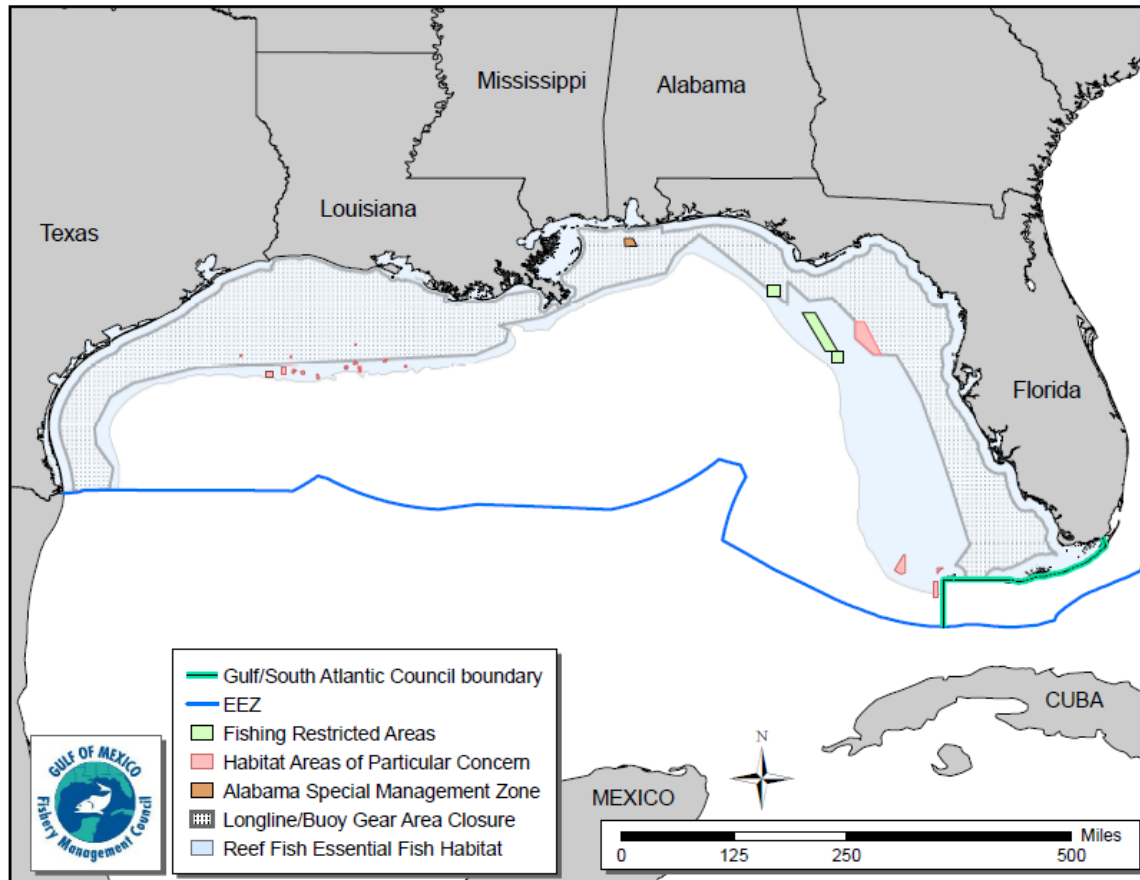 Mississippi
Alabama
Louisiana
Texas
Florida
Gulf/South Atlantic Council boundary
EEZ
Fishing Restricted Areas
Habitat Areas of Particular Concern
Alabama Special Management Zone
Longline/Buoy Gear Area Closure
Reef Fish Essential Fish Habitat
GULF OF MEXICO
Fishery Management Council
N
MEXICO
CUBA
Miles
0 125 250 500